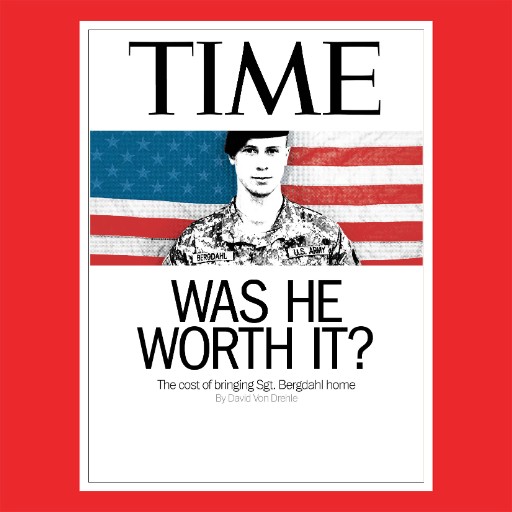 TIME
BERGDAHL
U.S. ARMY
WAS HE
WORTH IT?
The cost of bringing Sgt. Bergdahl home
By David Von Drehle